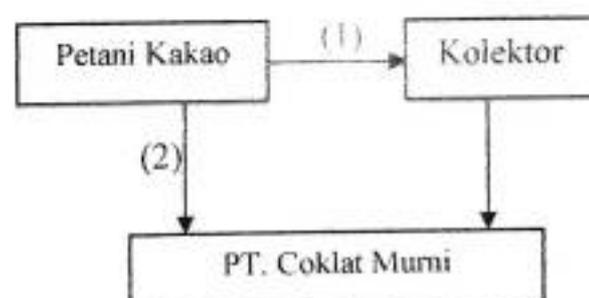 Petani Kakao
(1)
Kolektor
(2)
PT. Coklat Murni